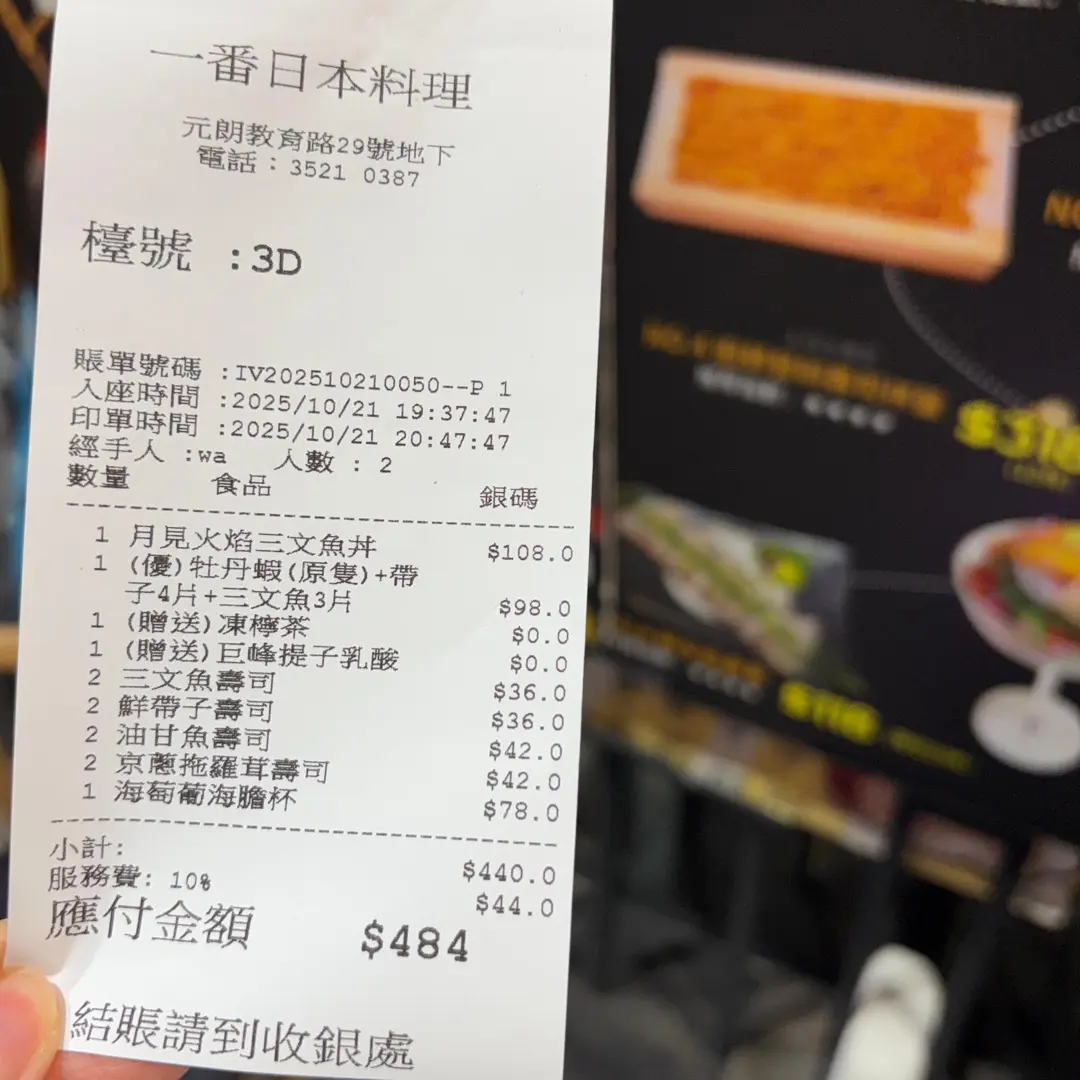 一番日本料理
元朗教育路29號地下
電話：3521 0387
檯號 :3D
賬單號碼 :IV202510210050--P 1
入座時間 :2025/10/21 19:37:47
印單時間 :2025/10/21 20:47:47
經手人 :wa 人數 : 2
數量 食品 銀碼
1 月見火焰三文魚丼 $108.0
1 (優)牡丹蝦(原隻)+帶
子4片+三文魚3片 $98.0
1 (贈送)凍檸茶 $0.0
1 (贈送)巨峰提子乳酸 $0.0
2 三文魚壽司 $36.0
2 鮮帶子壽司 $36.0
2 油甘魚壽司 $42.0
2 京蔥拖羅茸壽司 $42.0
1 海萄葡海膽杯 $78.0
小計: $440.0
服務費: 10% $44.0
應付金額 $484
結賬請到收銀處
$318
$118